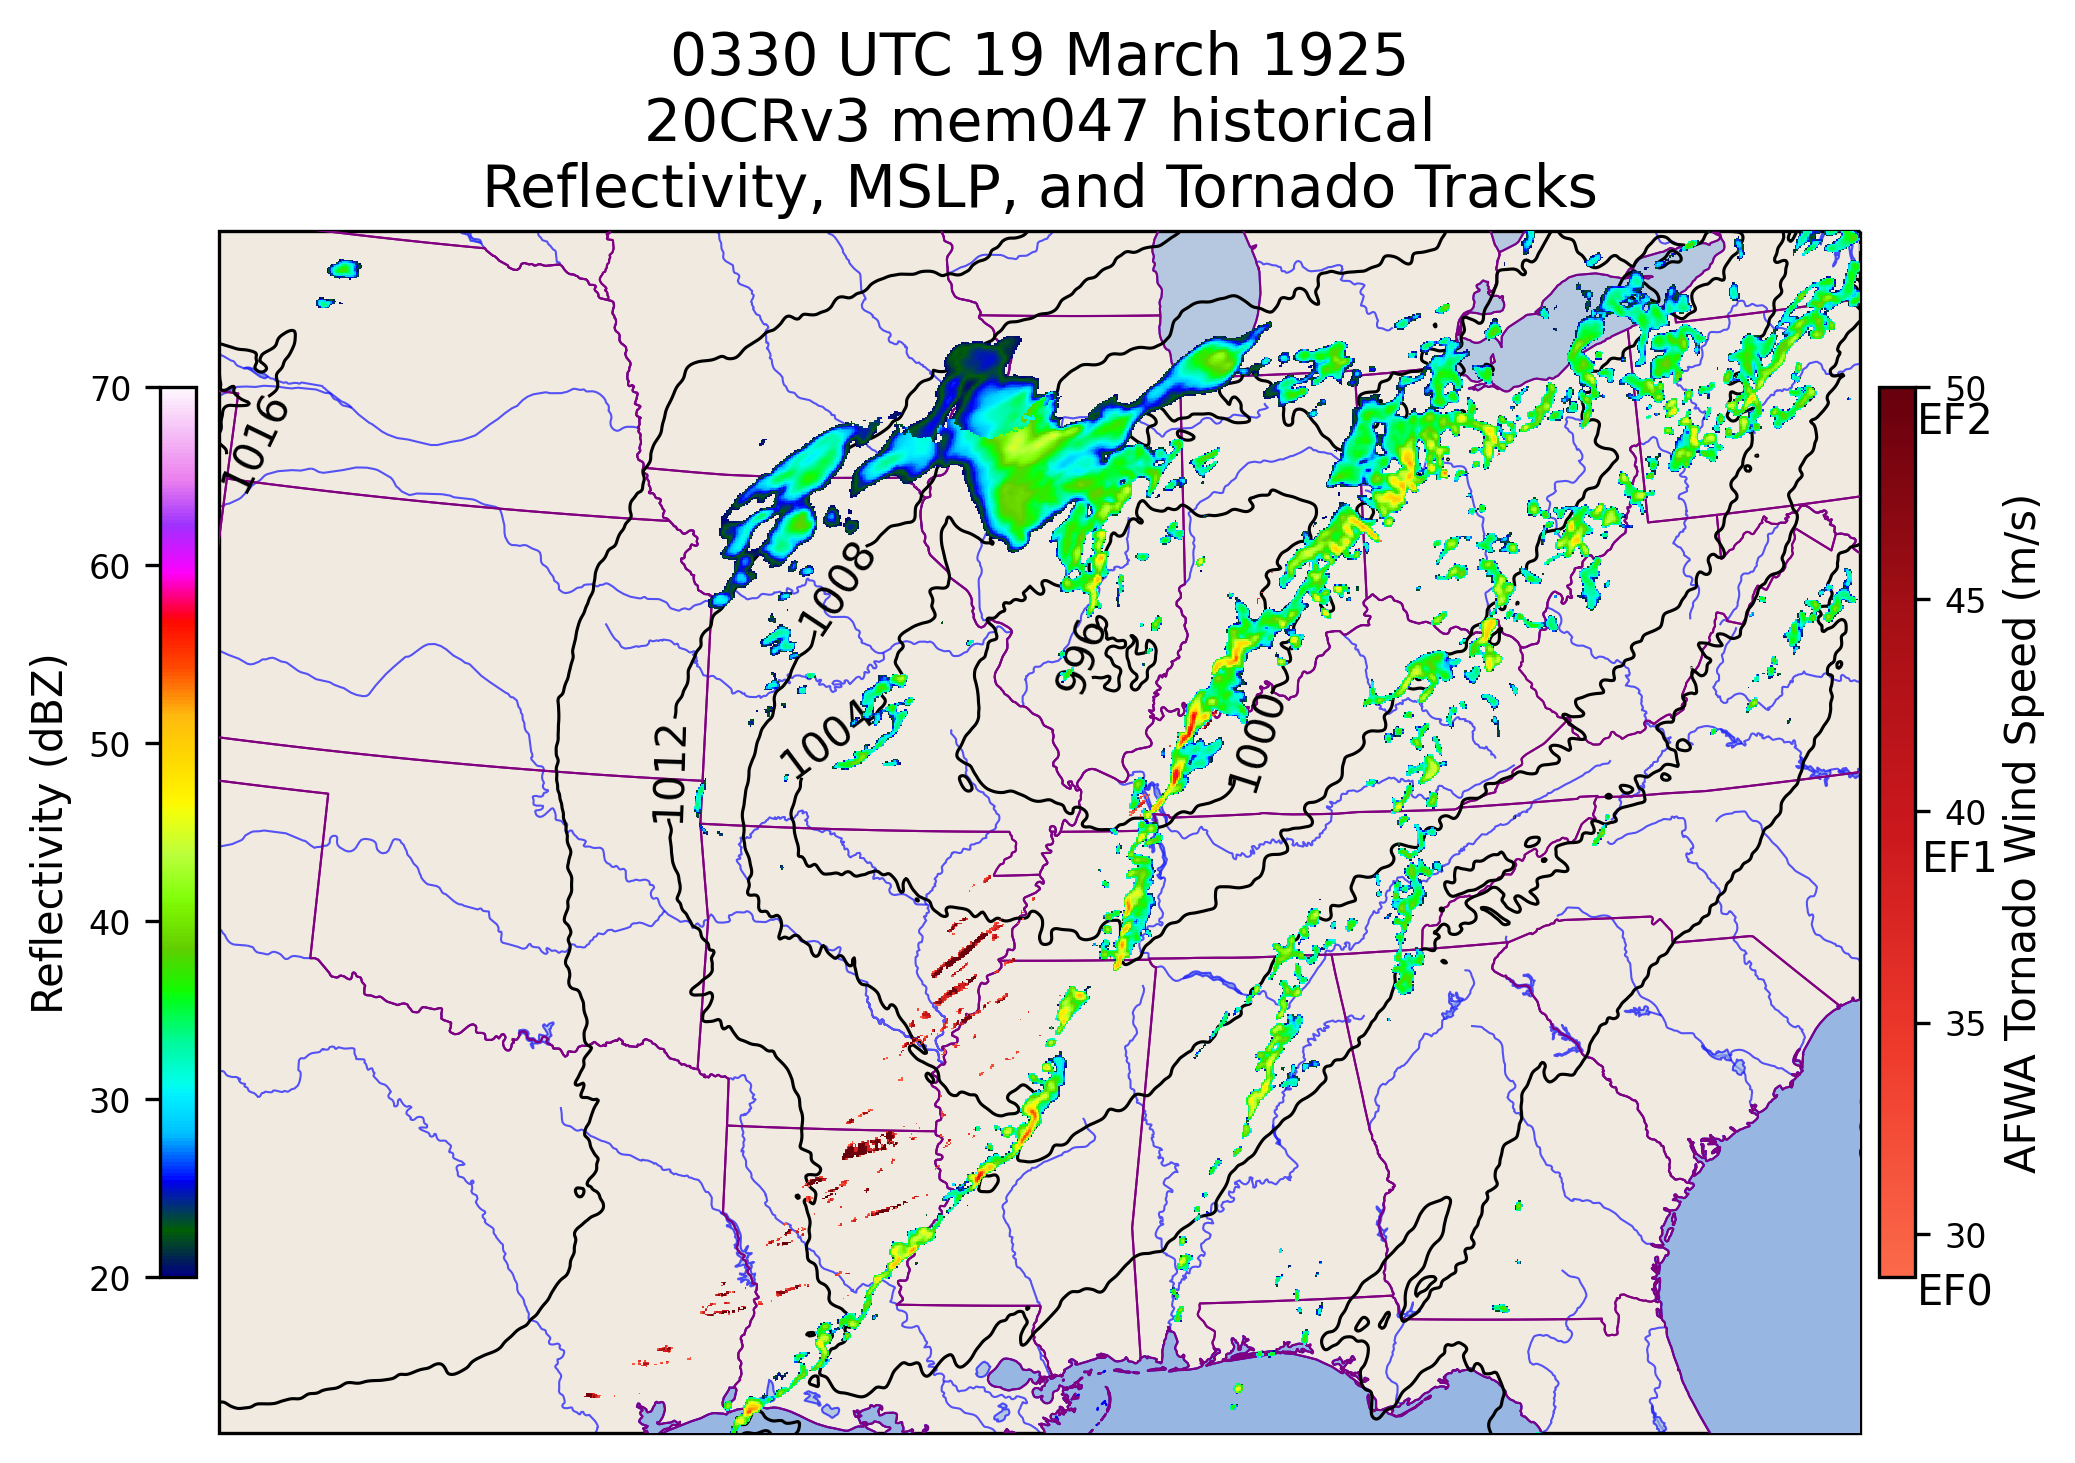 0330 UTC 19 March 1925
20CRv3 mem047 historical
Reflectivity, MSLP, and Tornado Tracks
70
60
50
40
30
20
Reflectivity (dBZ)
1016
1012
1008
1004
1000
996
50
EF2
45
40
EF1
35
30
EF0
AFWA Tornado Wind Speed (m/s)